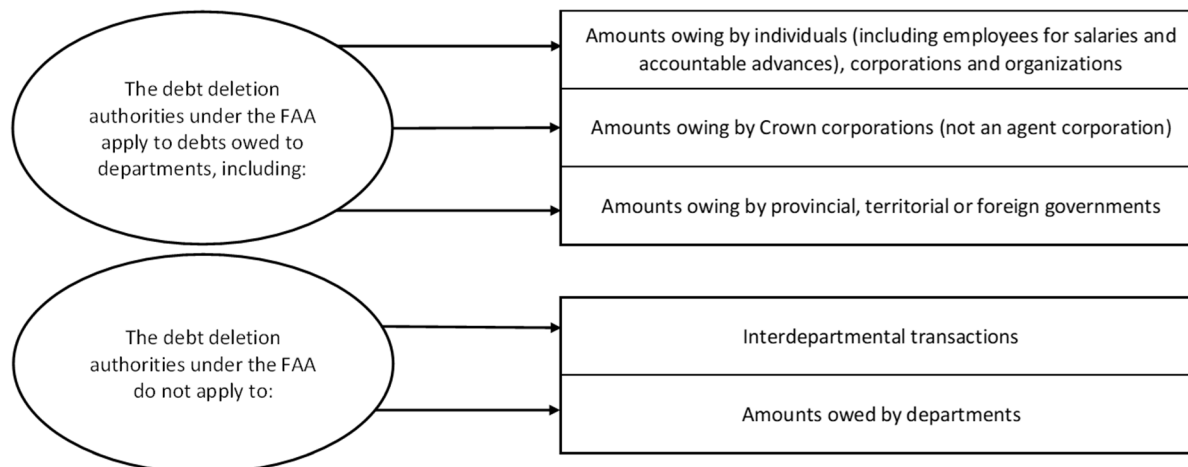 The debt deletion
authorities under the FAA
apply to debts owed to
departments, including:
Amounts owing by individuals (including employees for salaries and
accountable advances), corporations and organizations
Amounts owing by Crown corporations (not an agent corporation)
Amounts owing by provincial, territorial or foreign governments
The debt deletion
authorities under the FAA
do not apply to:
Interdepartmental transactions
Amounts owed by departments